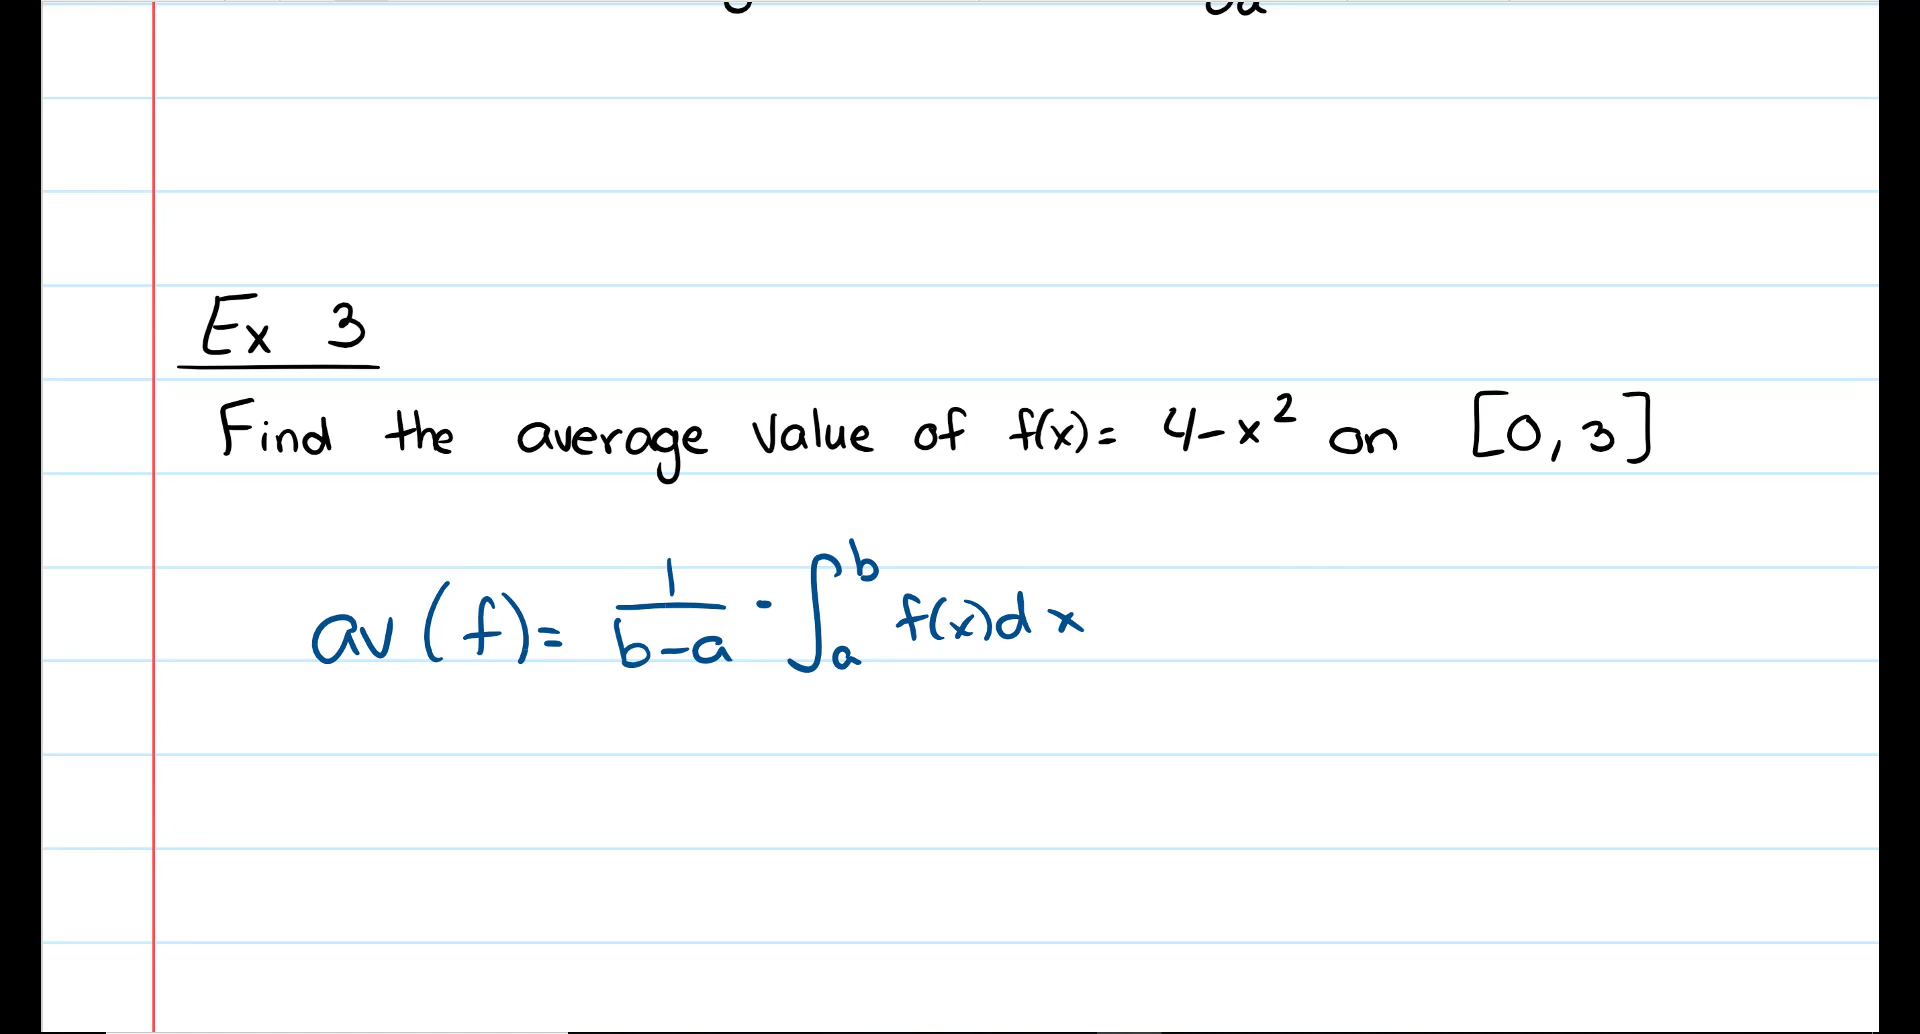 Ex 3
Find the average value of f(x)= 4-x² on [0,3]
av(f)= 1/(b-a) · ∫ₐᵇ f(x)dx